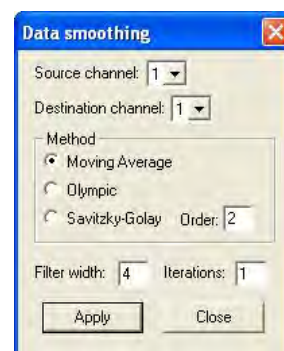 Data smoothing
Source channel: 1
Destination channel: 1
Method
Moving Average
Olympic
Savitzky-Golay Order: 2
Filter width: 4 Iterations: 1
Apply Close